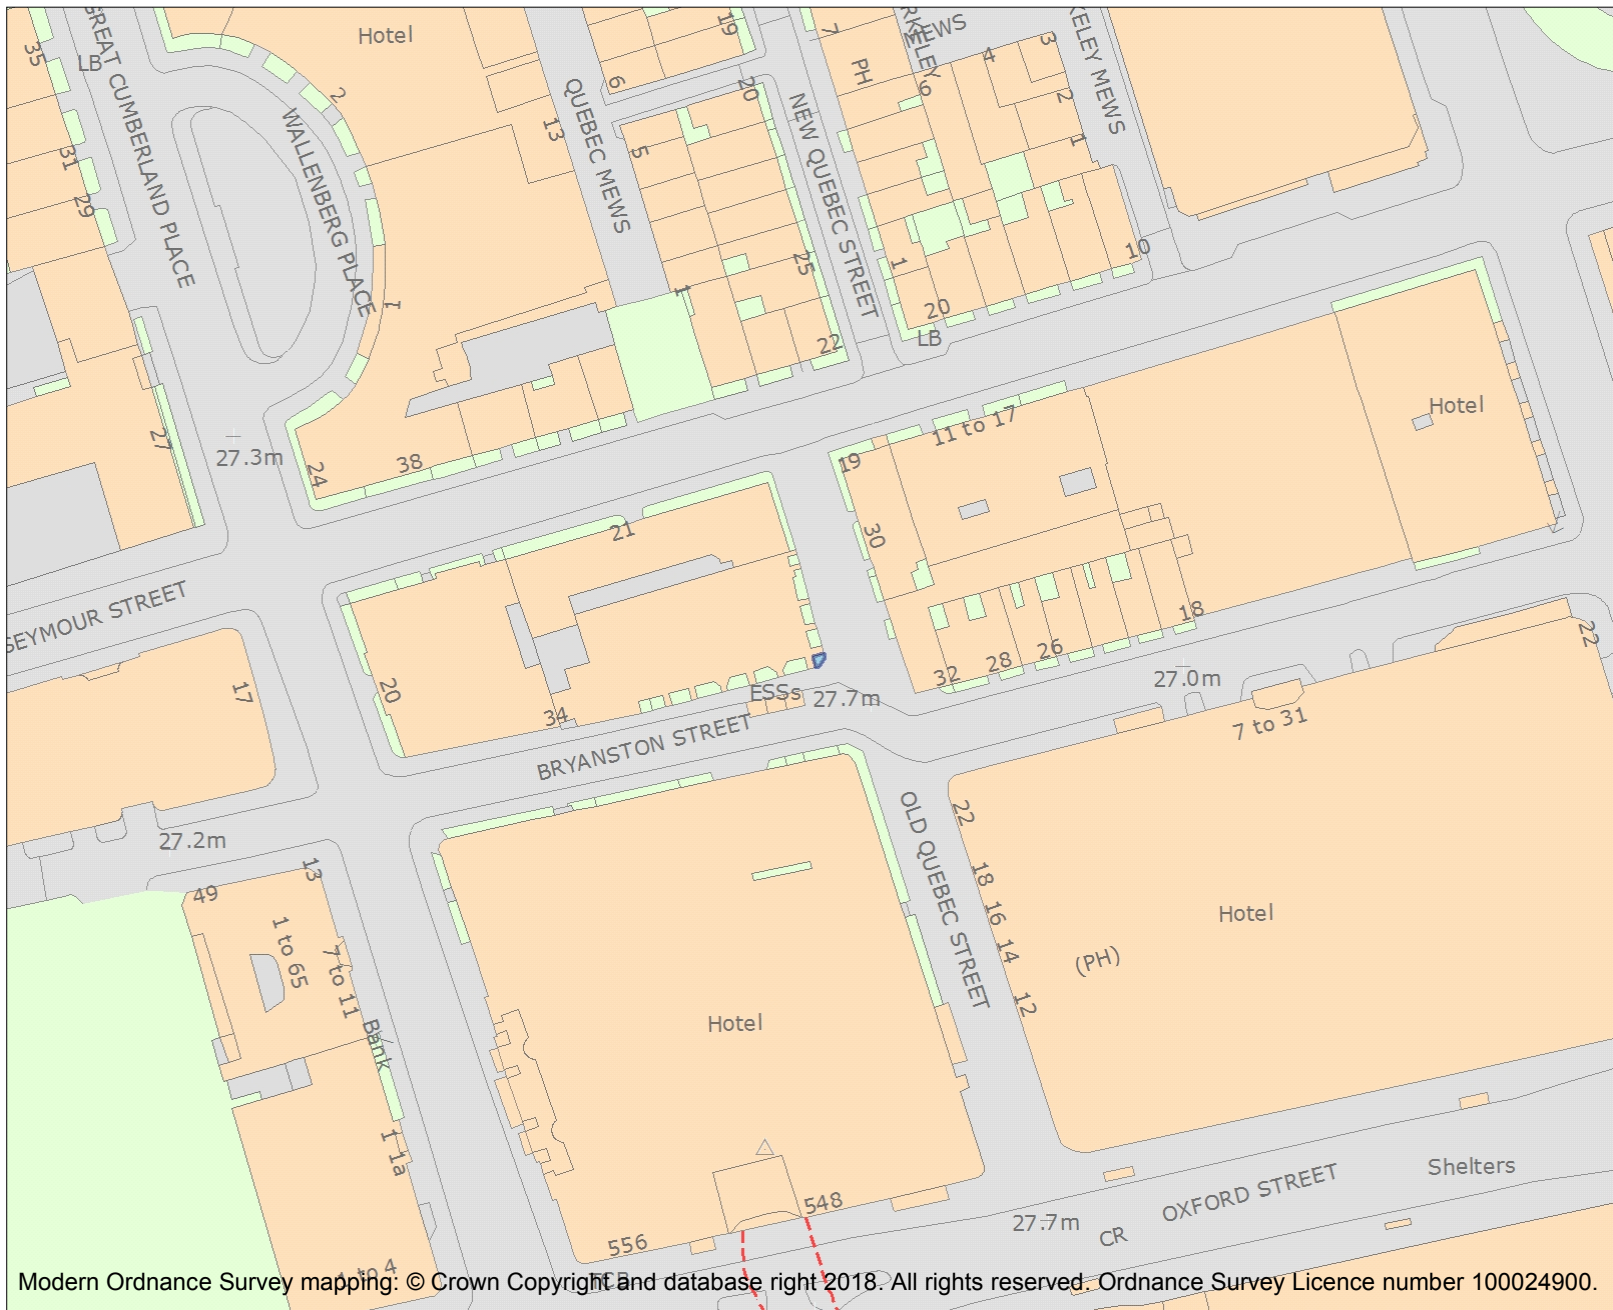 GREAT CUMBERLAND PLACE
35
LB
31
29
27
Hotel
2
WALLENBERG PLACE
1
13
QUEBEC MEWS
6
19
20
5
1
25
22
NEW QUEBEC STREET
7
PH
MEWS
6
4
3
2
1
KELEY MEWS
1
20
10
LB
27.3m
24
38
SEYMOUR STREET
17
20
21
34
ESSs
27.7m
BRYANSTON STREET
19
30
11 to 17
Hotel
32
28
26
18
27.0m
22
7 to 31
27.2m
49
13
1 to 65
7 to 11
Bank
1 1a
1 to 4
OLD QUEBEC STREET
22
18
16
14
12
(PH)
Hotel
Hotel
548
556
TCB
27.7m
CR
OXFORD STREET
Shelters
Modern Ordnance Survey mapping: © Crown Copyright and database right 2018. All rights reserved. Ordnance Survey Licence number 100024900.